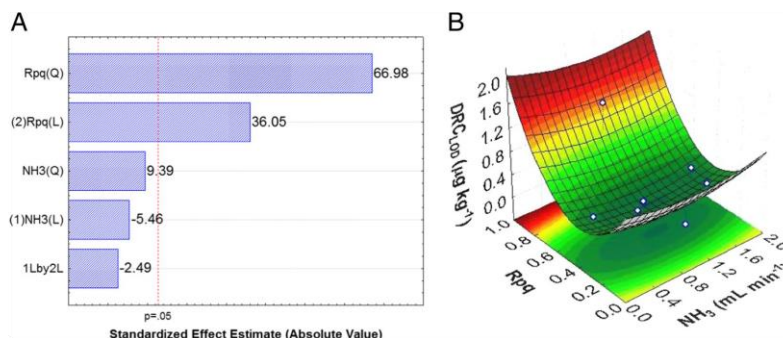 A
Rpq(Q)
66.98
(2)Rpq(L)
36.05
NH3(Q)
9.39
(1)NH3(L)
-5.46
1Lby2L
-2.49
p=.05
Standardized Effect Estimate (Absolute Value)
B
DRC_LOD (µg kg⁻¹)
2.0
1.6
1.2
0.8
0.4
0.0
1.0
0.8
0.6
0.4
0.2
0.0
Rpq
0.0
0.4
0.8
1.2
1.6
2.0
NH₃ (mL min⁻¹)